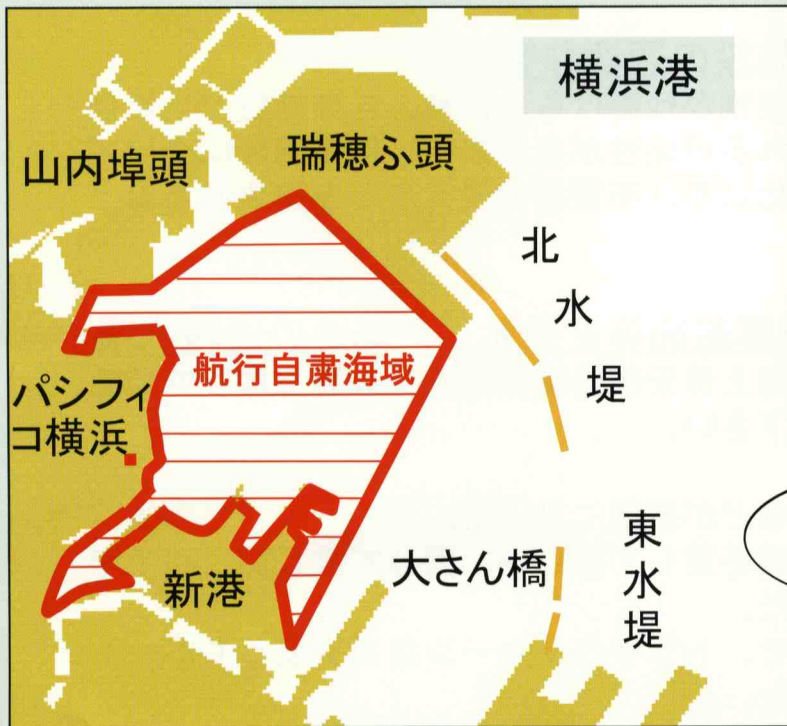 横浜港
山内埠頭
瑞穂ふ頭
北水堤
航行自粛海域
パシフィ
コ横浜
大さん橋
東水堤
新港